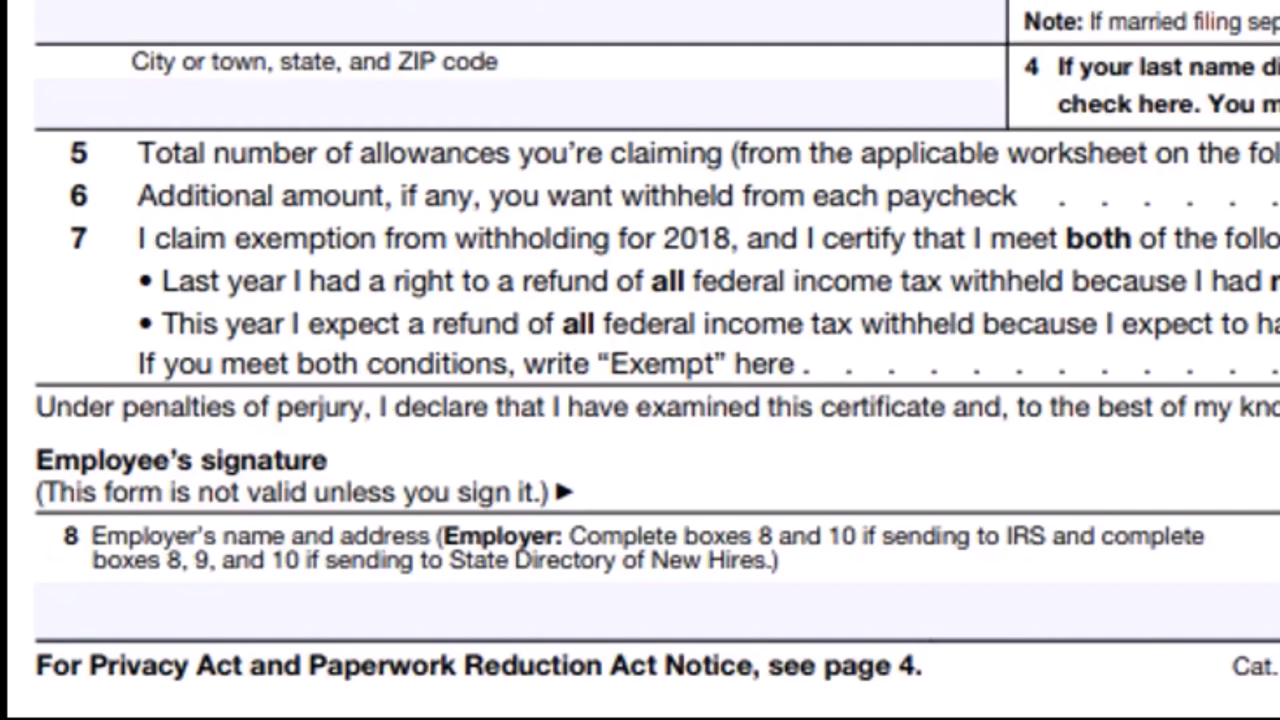 Note: If married filing sep
City or town, state, and ZIP code
4 If your last name di
check here. You m
5 Total number of allowances you're claiming (from the applicable worksheet on the fol
6 Additional amount, if any, you want withheld from each paycheck . . . . . .
7 I claim exemption from withholding for 2018, and I certify that I meet both of the follo
• Last year I had a right to a refund of all federal income tax withheld because I had n
• This year I expect a refund of all federal income tax withheld because I expect to ha
If you meet both conditions, write “Exempt” here . . . . . . . . . . . .
Under penalties of perjury, I declare that I have examined this certificate and, to the best of my kno
Employee's signature
(This form is not valid unless you sign it.) ►
8 Employer's name and address (Employer: Complete boxes 8 and 10 if sending to IRS and complete
boxes 8, 9, and 10 if sending to State Directory of New Hires.)
For Privacy Act and Paperwork Reduction Act Notice, see page 4.
Cat.